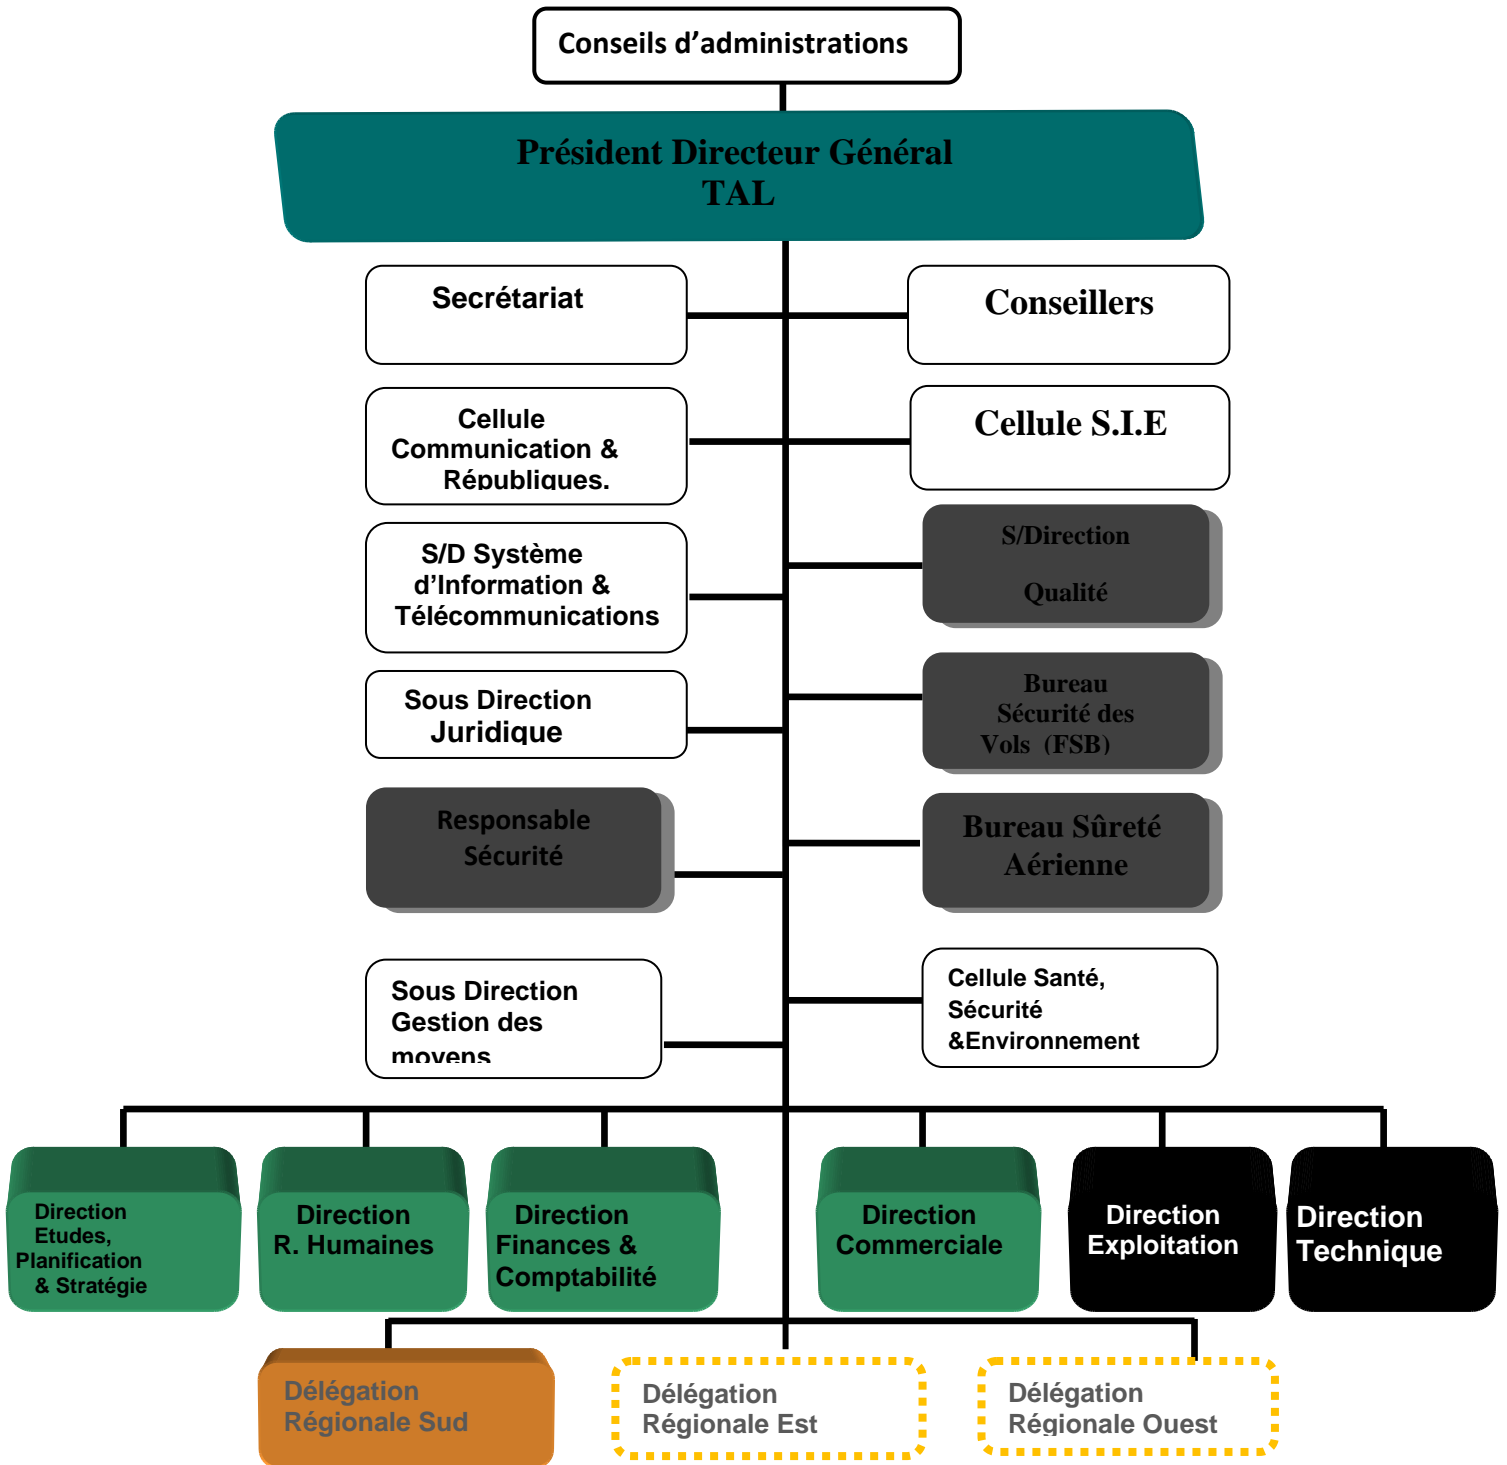 Conseils d’administrations
Président Directeur Général
TAL
Secrétariat
Conseillers
Cellule
Communication &
Républiques.
Cellule S.I.E
S/D Système
d’Information &
Télécommunications
S/Direction
Qualité
Sous Direction
Juridique
Bureau
Sécurité des
Vols (FSB)
Responsable
Sécurité
Bureau Sûreté
Aérienne
Sous Direction
Gestion des
moyens
Cellule Santé,
Sécurité
&Environnement
Direction
Etudes,
Planification
& Stratégie
Direction
R. Humaines
Direction
Finances &
Comptabilité
Direction
Commerciale
Direction
Exploitation
Direction
Technique
Délégation
Régionale Sud
Délégation
Régionale Est
Délégation
Régionale Ouest